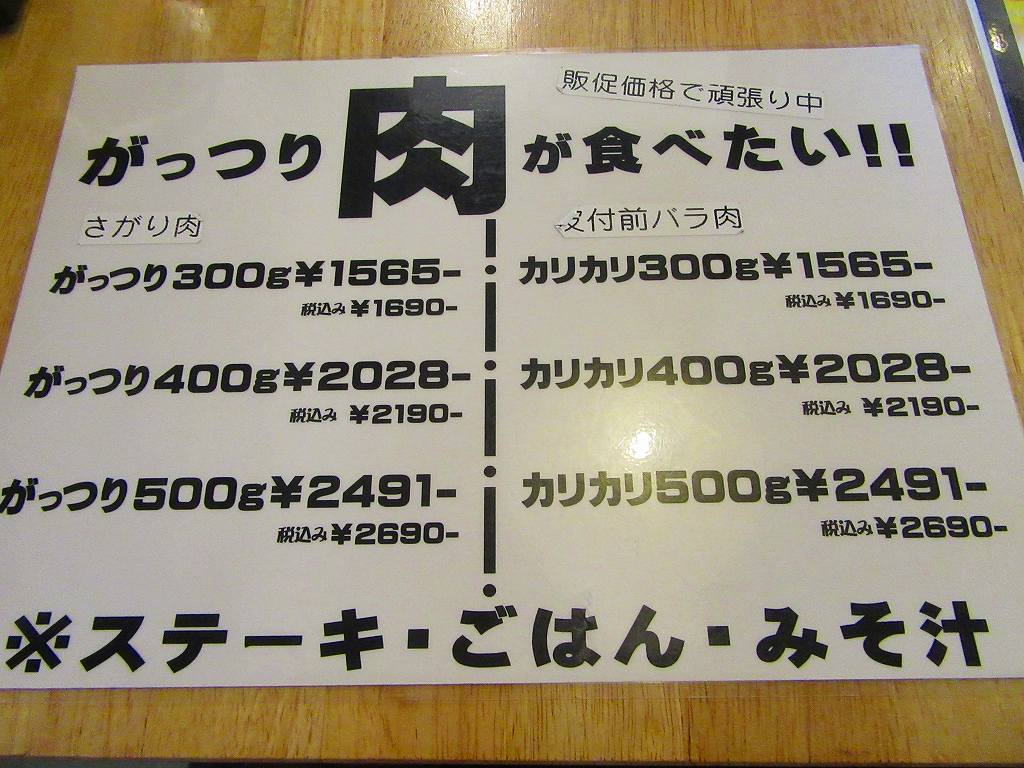 販促価格で頑張り中
がっつり肉が食べたい!!
さがり肉
がっつり300g¥1565-
税込み ¥1690-
がっつり400g¥2028-
税込み ¥2190-
がっつり500g¥2491-
税込み ¥2690-
付前バラ肉
カリカリ300g¥1565-
税込み ¥1690-
カリカリ400g¥2028-
税込み ¥2190-
カリカリ500g¥2491-
税込み ¥2690-
※ステーキ・ごはん・みそ汁